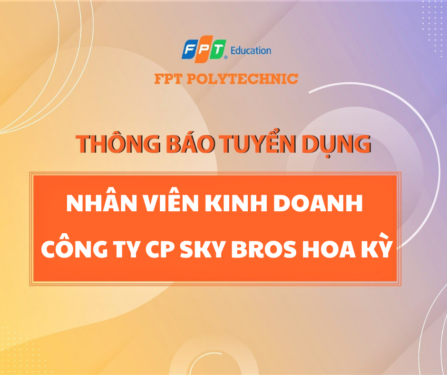 FPT Education
FPT POLYTECHNIC
THÔNG BÁO TUYỂN DỤNG
NHÂN VIÊN KINH DOANH
CÔNG TY CP SKY BROS HOA KỲ